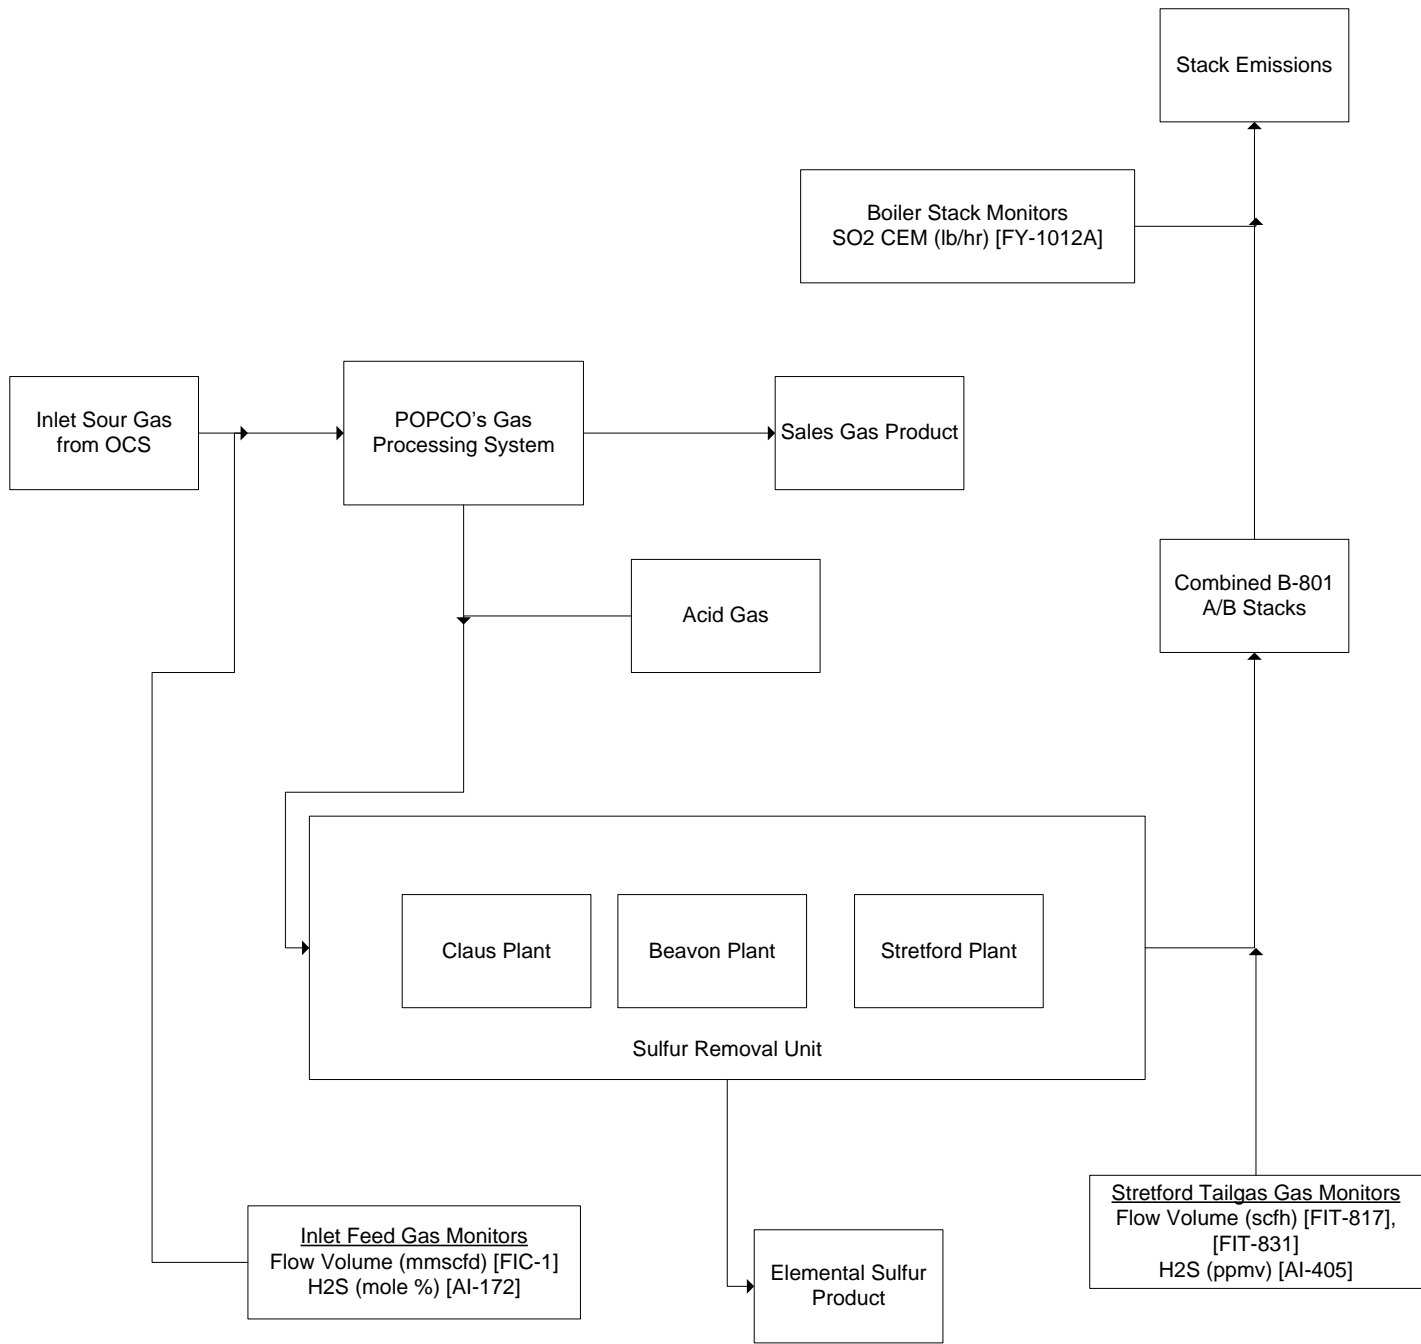 Stack Emissions
Boiler Stack Monitors
SO2 CEM (lb/hr) [FY-1012A]
Inlet Sour Gas
from OCS
POPCO's Gas
Processing System
Sales Gas Product
Acid Gas
Combined B-801
A/B Stacks
Claus Plant
Beavon Plant
Stretford Plant
Sulfur Removal Unit
Inlet Feed Gas Monitors
Flow Volume (mmscfd) [FIC-1]
H2S (mole %) [AI-172]
Elemental Sulfur
Product
Stretford Tailgas Gas Monitors
Flow Volume (scfh) [FIT-817],
[FIT-831]
H2S (ppmv) [AI-405]